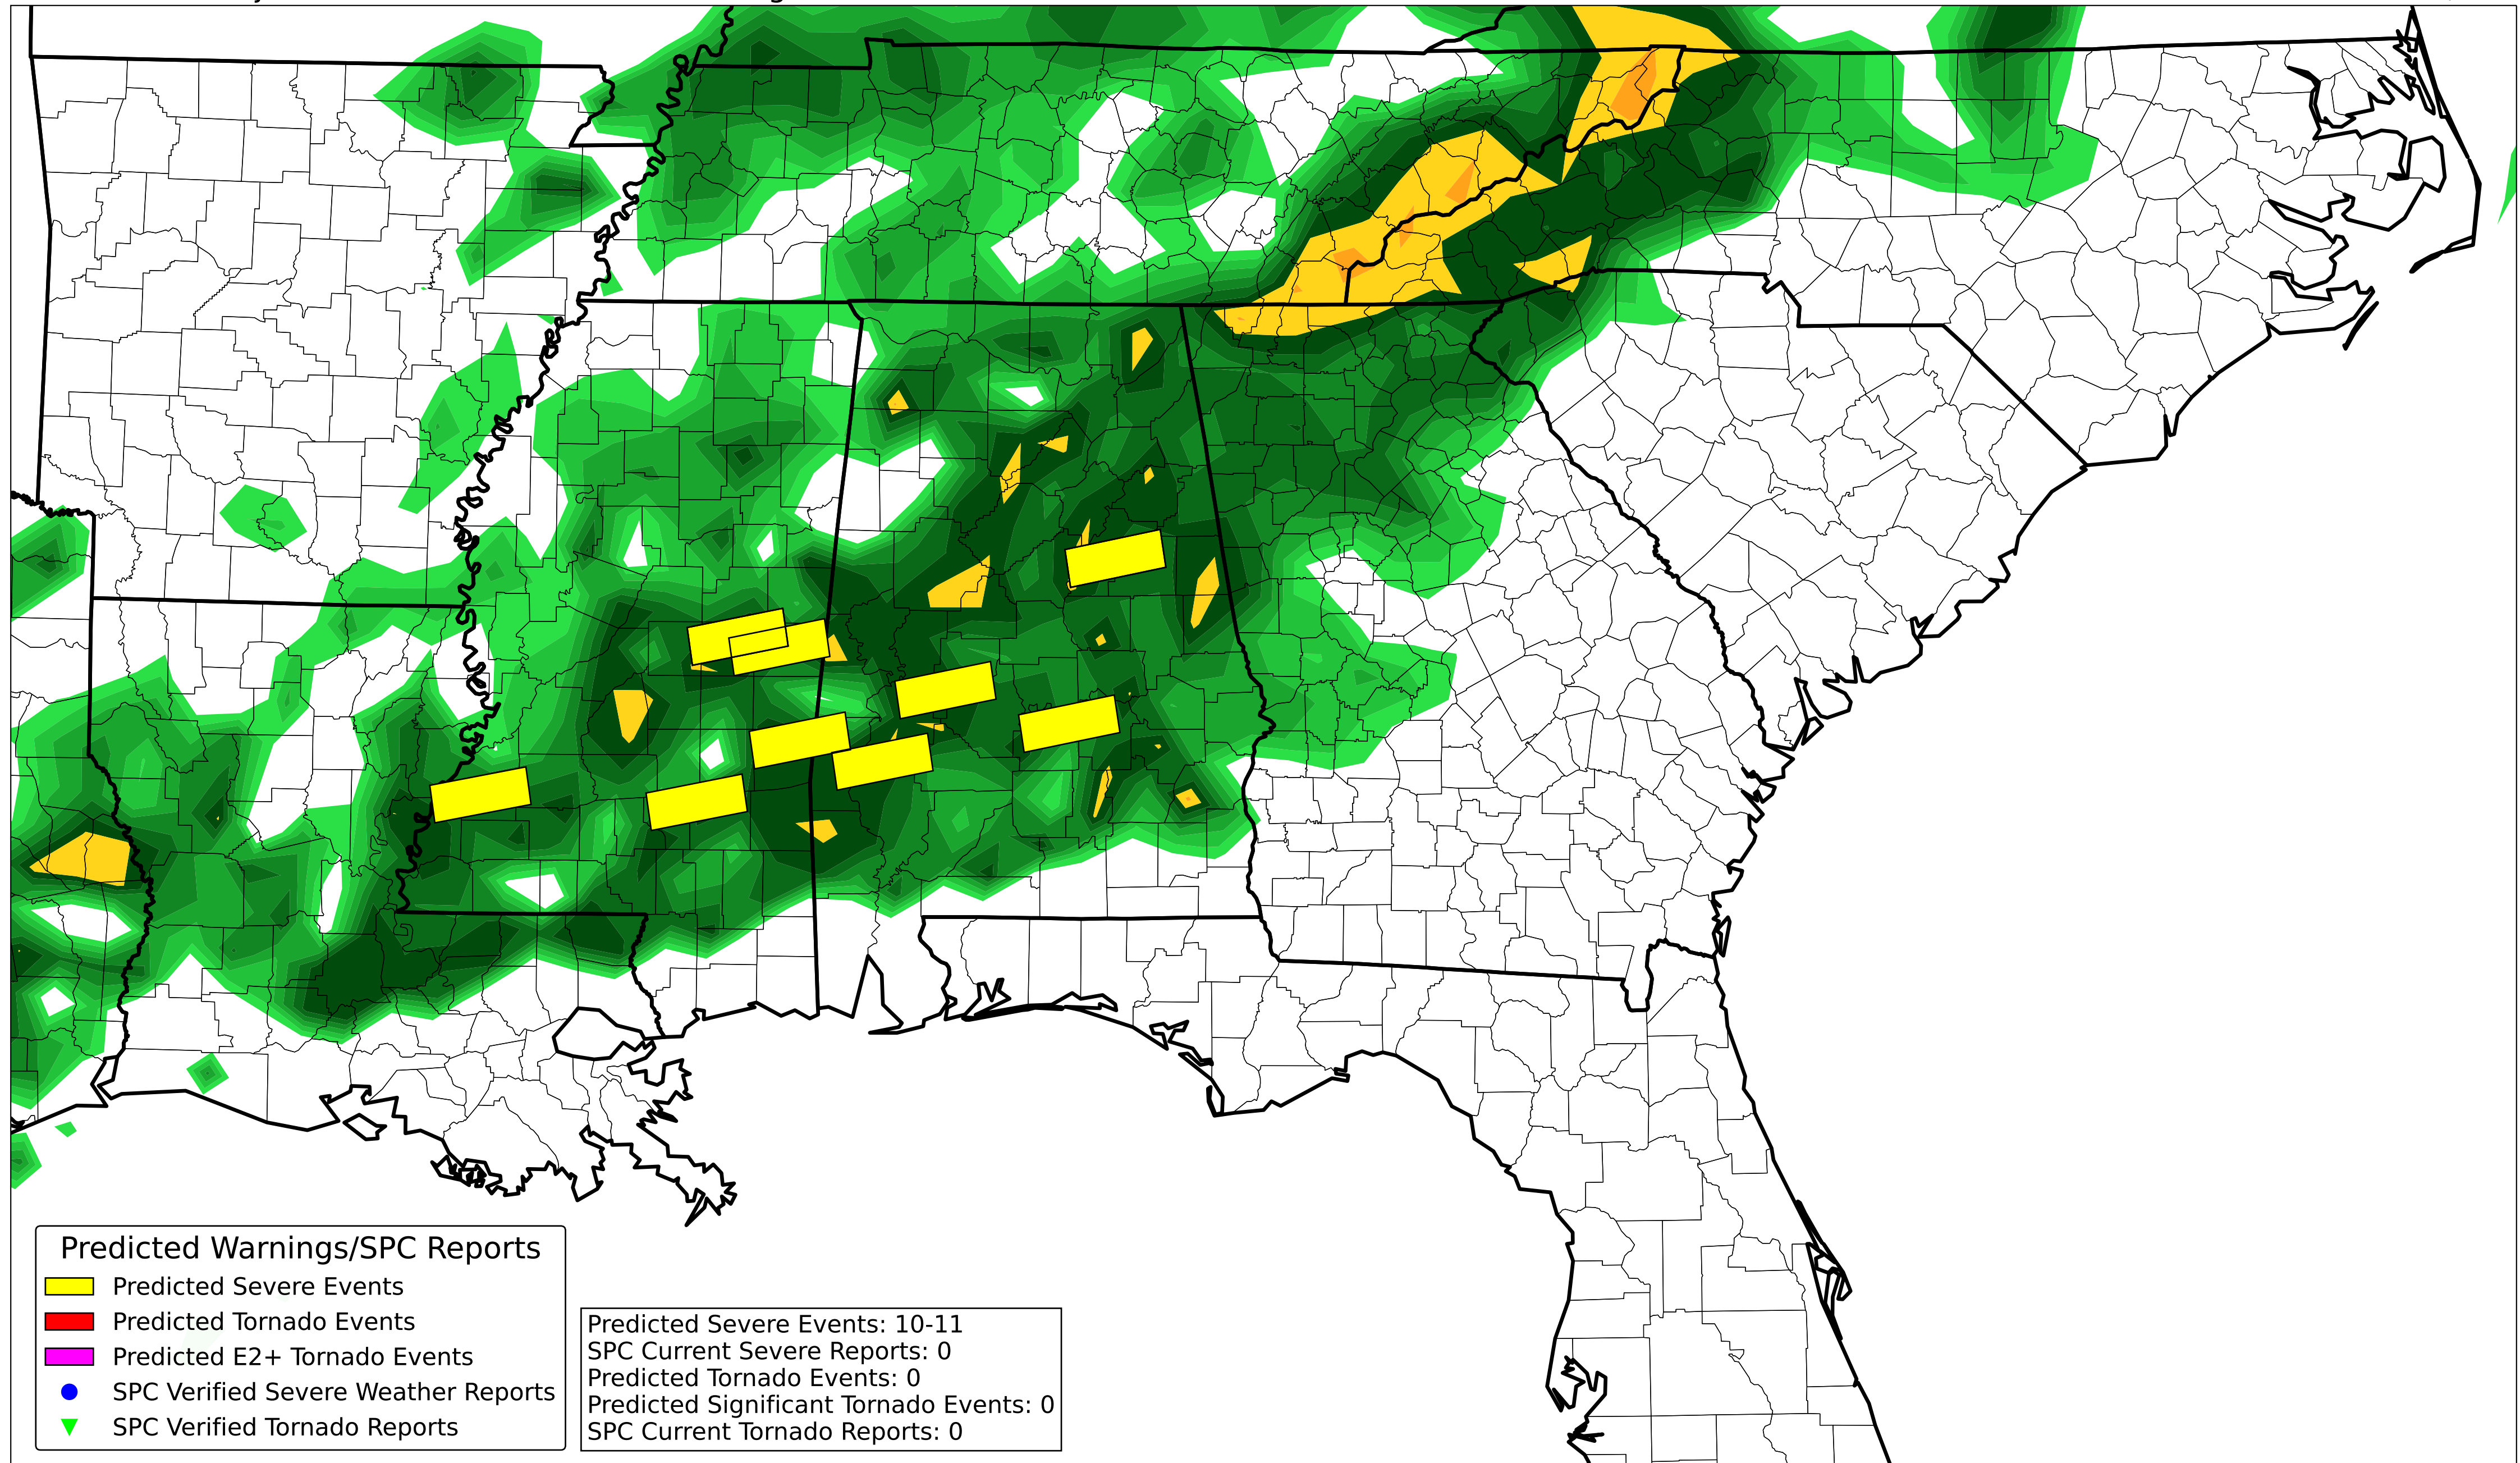 Predicted Warnings/SPC Reports
Predicted Severe Events
Predicted Tornado Events
Predicted E2+ Tornado Events
SPC Verified Severe Weather Reports
SPC Verified Tornado Reports
Predicted Severe Events: 10-11
SPC Current Severe Reports: 0
Predicted Tornado Events: 0
Predicted Significant Tornado Events: 0
SPC Current Tornado Reports: 0